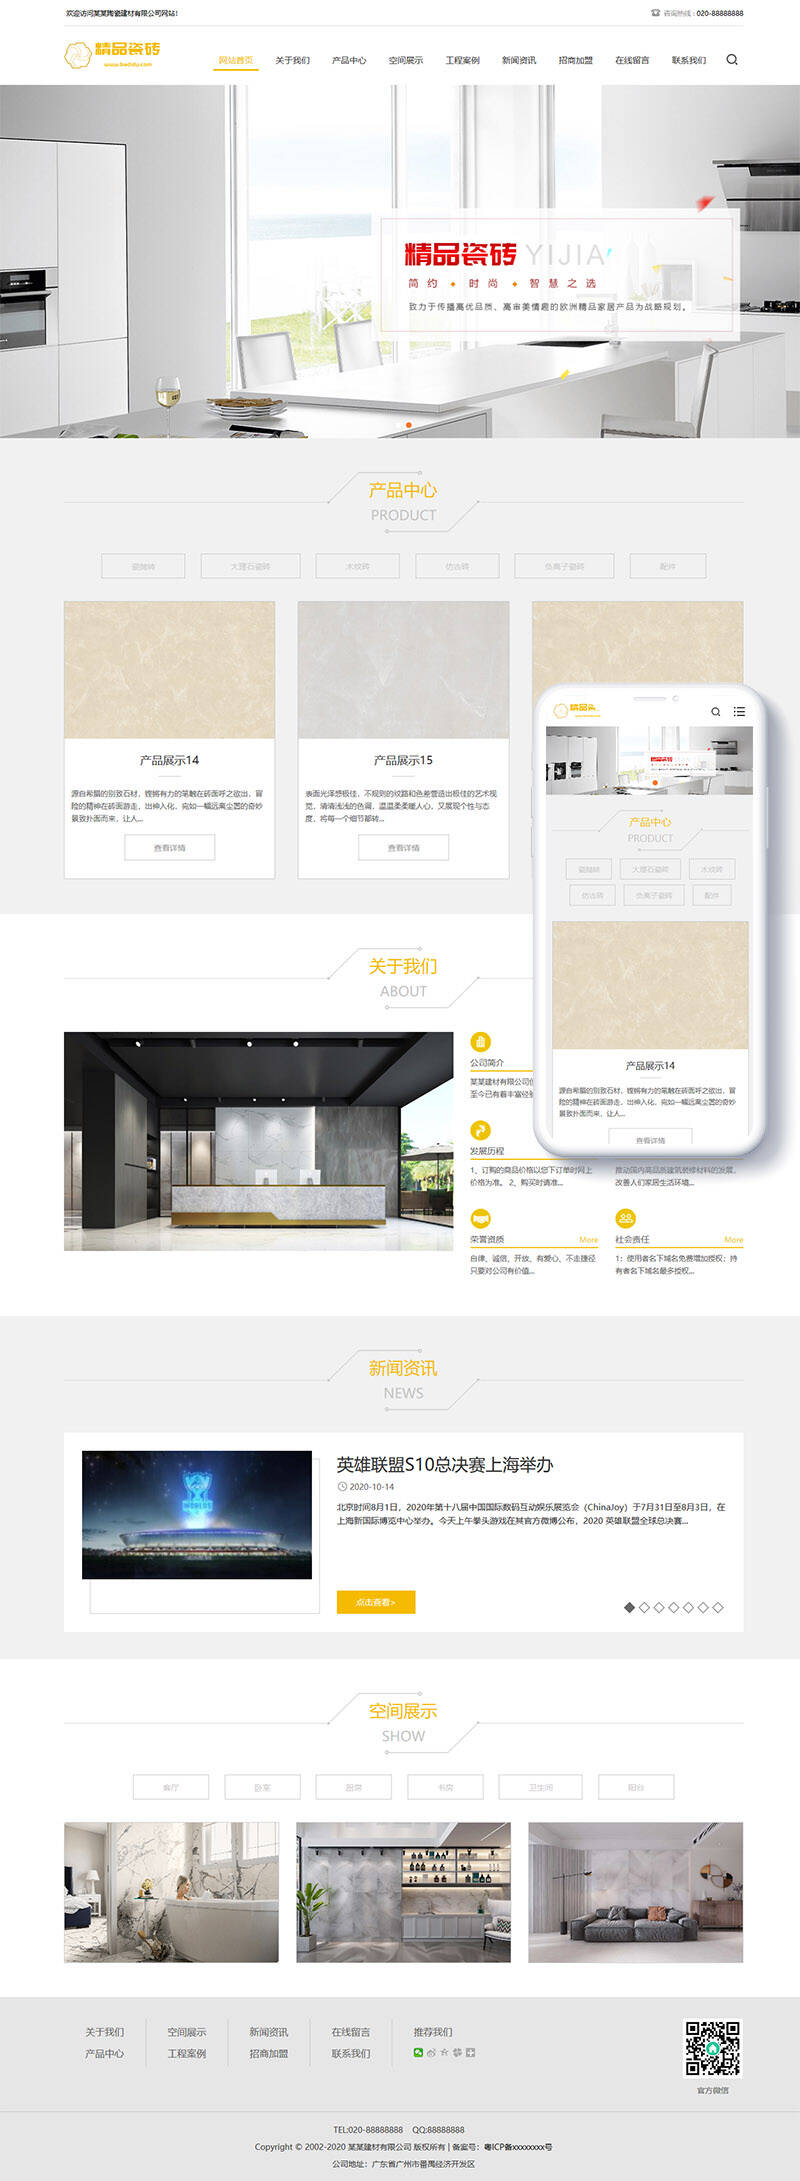 欢迎访问某某陶瓷建材有限公司网站!
咨询热线：020-88888888
精品瓷砖
网站首页 关于我们 产品中心 空间展示 工程案例 新闻资讯 招商加盟 在线留言 联系我们
精品瓷砖 YIJIA
简约 · 时尚 · 智慧之选
致力于传播高优品质、高审美情趣的欧洲精品家居产品为战略规划。
产品中心
PRODUCT
瓷抛砖 大理石瓷砖 木纹砖 仿古砖 负离子瓷砖 配件
产品展示14
源自希腊的别致石材，铿锵有力的笔触在砖面呼之欲出，冒
险的精神在砖面游走，出神入化，宛如一幅远离尘嚣的奇妙
景致扑面而来，让人...
查看详情
产品展示15
表面光泽感极佳，不规则的纹路和色差营造出极佳的艺术视
觉，清清浅浅的色调，温温柔柔暖人心，又展现个性与态
度，将每一个细节都转...
查看详情
精品
产品中心
PRODUCT
瓷抛砖 大理石瓷砖 木纹砖
仿古砖 负离子瓷砖 配件
产品展示14
源自希腊的别致石材，铿锵有力的笔触在砖面呼之欲出，冒
险的精神在砖面游走，出神入化，宛如一幅远离尘嚣的奇妙
景致扑面而来，让人...
查看详情
关于我们
ABOUT
公司简介
某某建材有限公司
至今已有着丰富经
发展历程
1、订购的商品价格以您下订单时网上
价格为准。 2、购买时请准...
推动国内高品质建筑装修材料的发展，
改善人们家居生活环境...
荣誉资质 More
自律、诚信、开放、有爱心、不走捷径
只要对公司有价值...
社会责任 More
1：使用者名下域名免费增加授权；持
有者名下域名最多授权...
新闻资讯
NEWS
英雄联盟S10总决赛上海举办
2020-10-14
北京时间8月1日，2020年第十八届中国国际数码互动娱乐展览会（ChinaJoy）于7月31日至8月3日，在
上海新国际博览中心举办。今天上午拳头游戏在其官方微博公布，2020 英雄联盟全球总决赛...
点击查看>
空间展示
SHOW
客厅 卧室 厨房 书房 卫生间 阳台
关于我们 空间展示 新闻资讯 在线留言 推荐我们
产品中心 工程案例 招商加盟 联系我们
官方微信
TEL:020-88888888 QQ:88888888
Copyright © 2002-2020 某某建材有限公司 版权所有 | 备案号：粤ICP备xxxxxxxx号
公司地址：广东省广州市番禺经济开发区